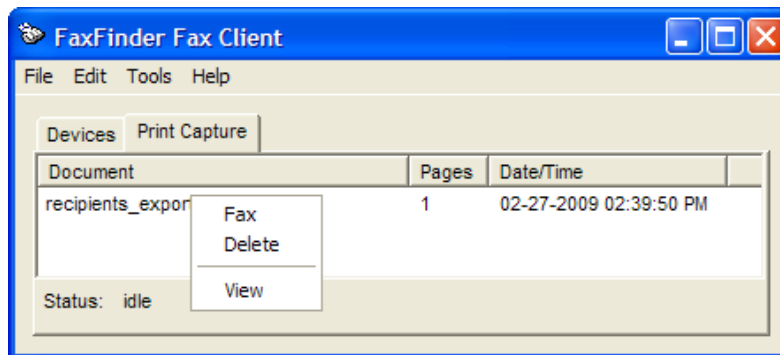 FaxFinder Fax Client
File Edit Tools Help
Devices Print Capture
Document Pages Date/Time
recipients_expor 1 02-27-2009 02:39:50 PM
Fax
Delete
View
Status: idle